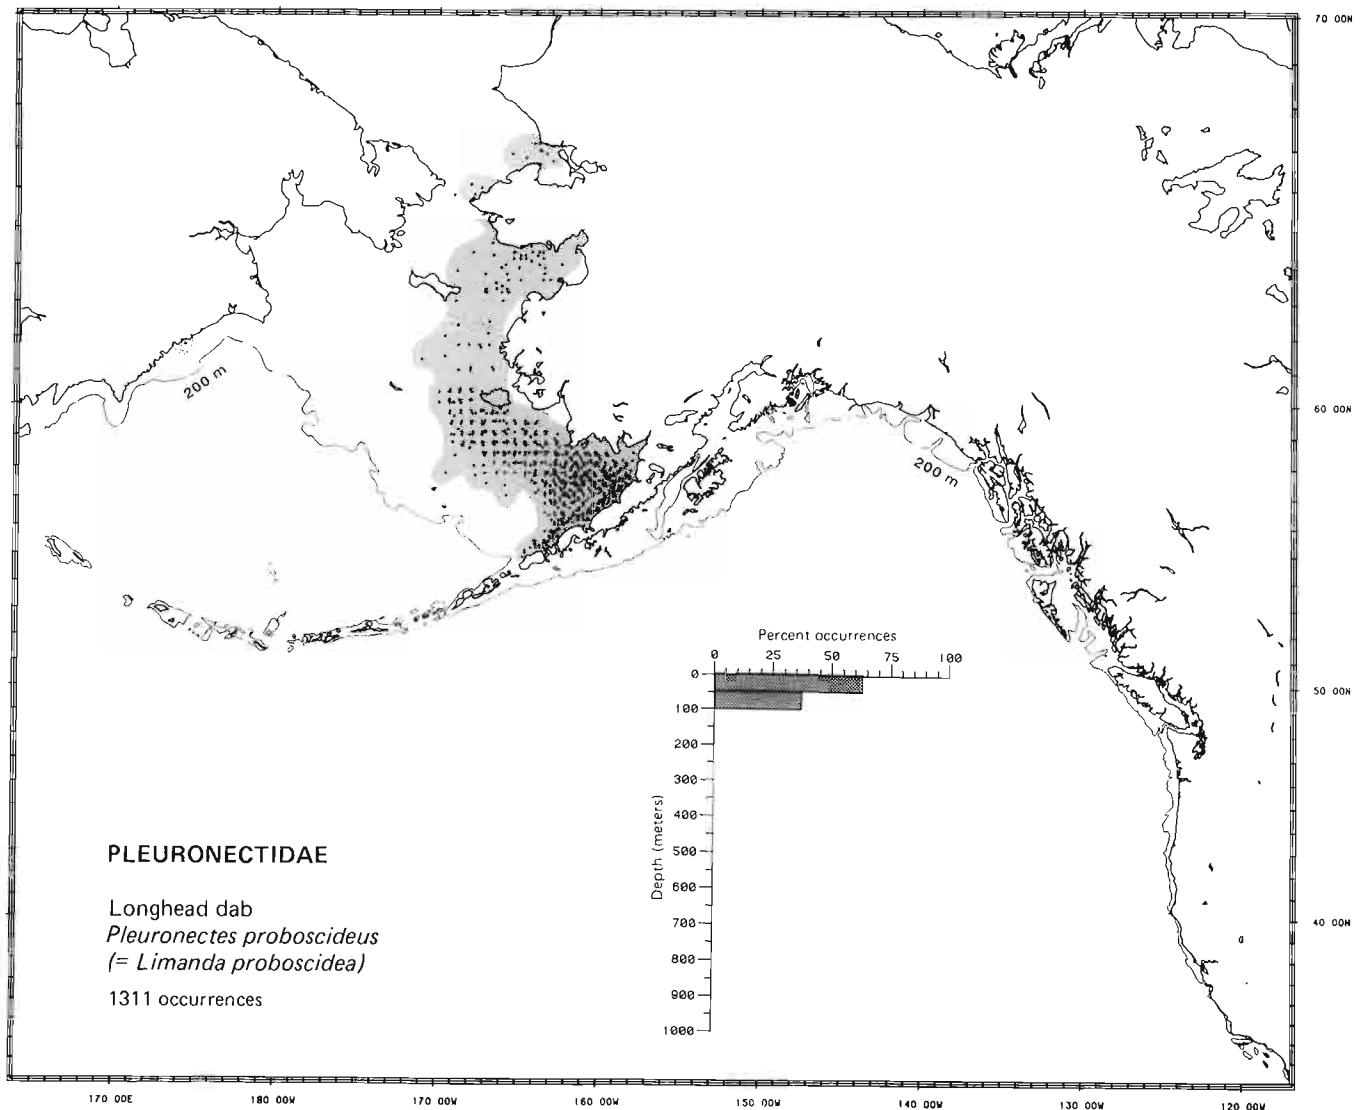 70 00N
200 m
60 00N
200 m
Percent occurrences
0 25 50 75 100
50 00N
0
100
200
300
400
500
600
700
800
900
1000
Depth (meters)
PLEURONECTIDAE
Longhead dab
Pleuronectes proboscideus
(= Limanda proboscidea)
1311 occurrences
40 00N
170 00E 180 00W 170 00W 160 00W 150 00W 140 00W 130 00W 120 00W